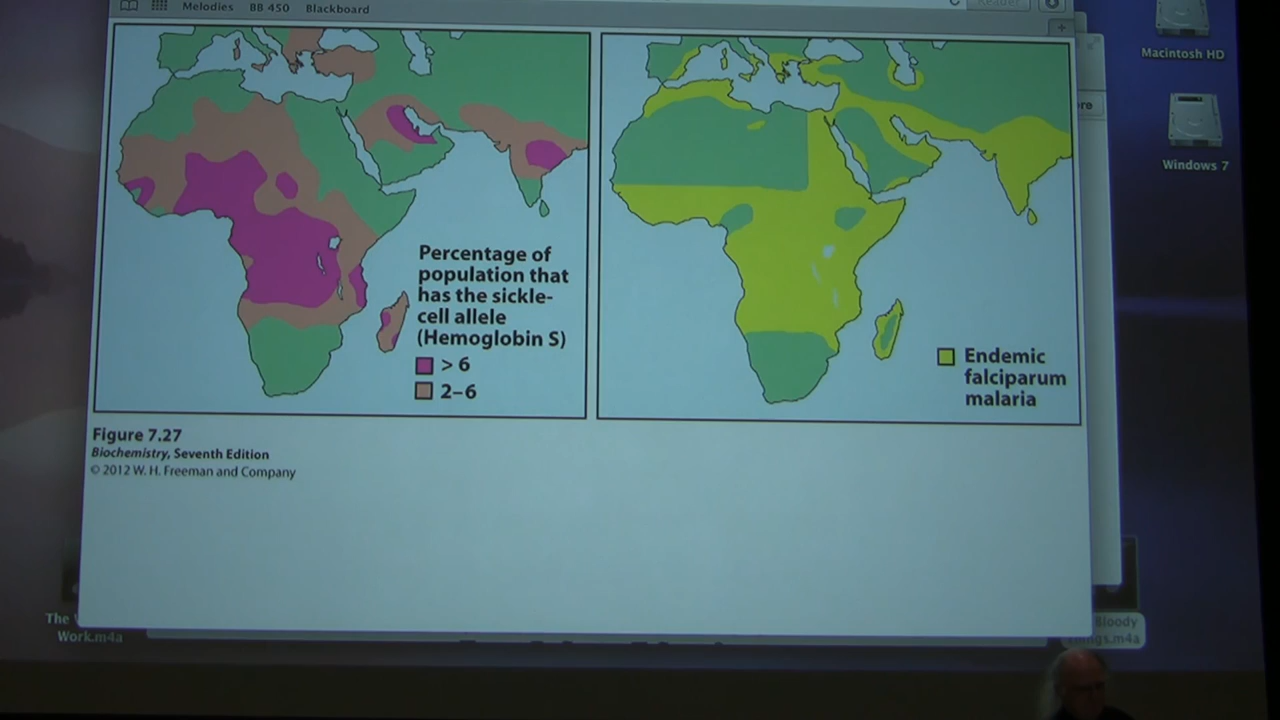 Melodies BB 450 Blackboard
Reader
Macintosh HD
Windows 7
Percentage of
population that
has the sickle-
cell allele
(Hemoglobin S)
> 6
2–6
Endemic
falciparum
malaria
Figure 7.27
Biochemistry, Seventh Edition
© 2012 W. H. Freeman and Company
The
Work.m4a
Bloody